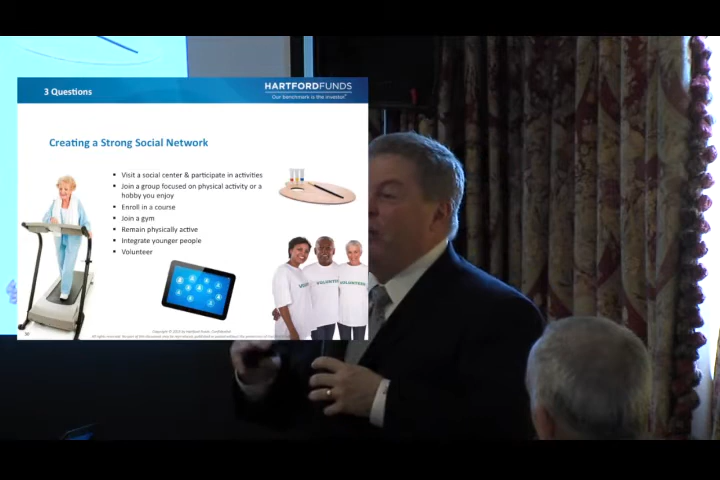 3 Questions
HARTFORDFUNDS
Our benchmark is the investor.
Creating a Strong Social Network
▪ Visit a social center & participate in activities
▪ Join a group focused on physical activity or a
hobby you enjoy
▪ Enroll in a course
▪ Join a gym
▪ Remain physically active
▪ Integrate younger people
▪ Volunteer
VOLUNTEER